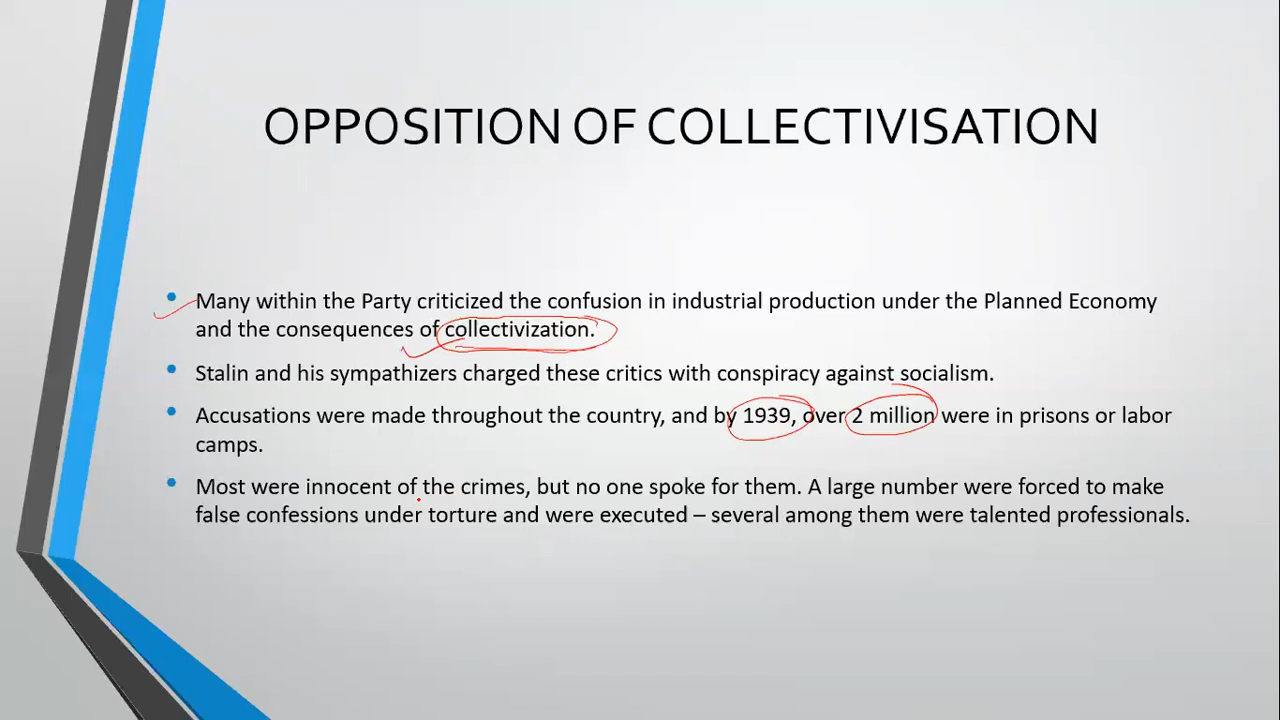 OPPOSITION OF COLLECTIVISATION
Many within the Party criticized the confusion in industrial production under the Planned Economy
and the consequences of collectivization.
Stalin and his sympathizers charged these critics with conspiracy against socialism.
Accusations were made throughout the country, and by 1939, over 2 million were in prisons or labor
camps.
Most were innocent of the crimes, but no one spoke for them. A large number were forced to make
false confessions under torture and were executed – several among them were talented professionals.